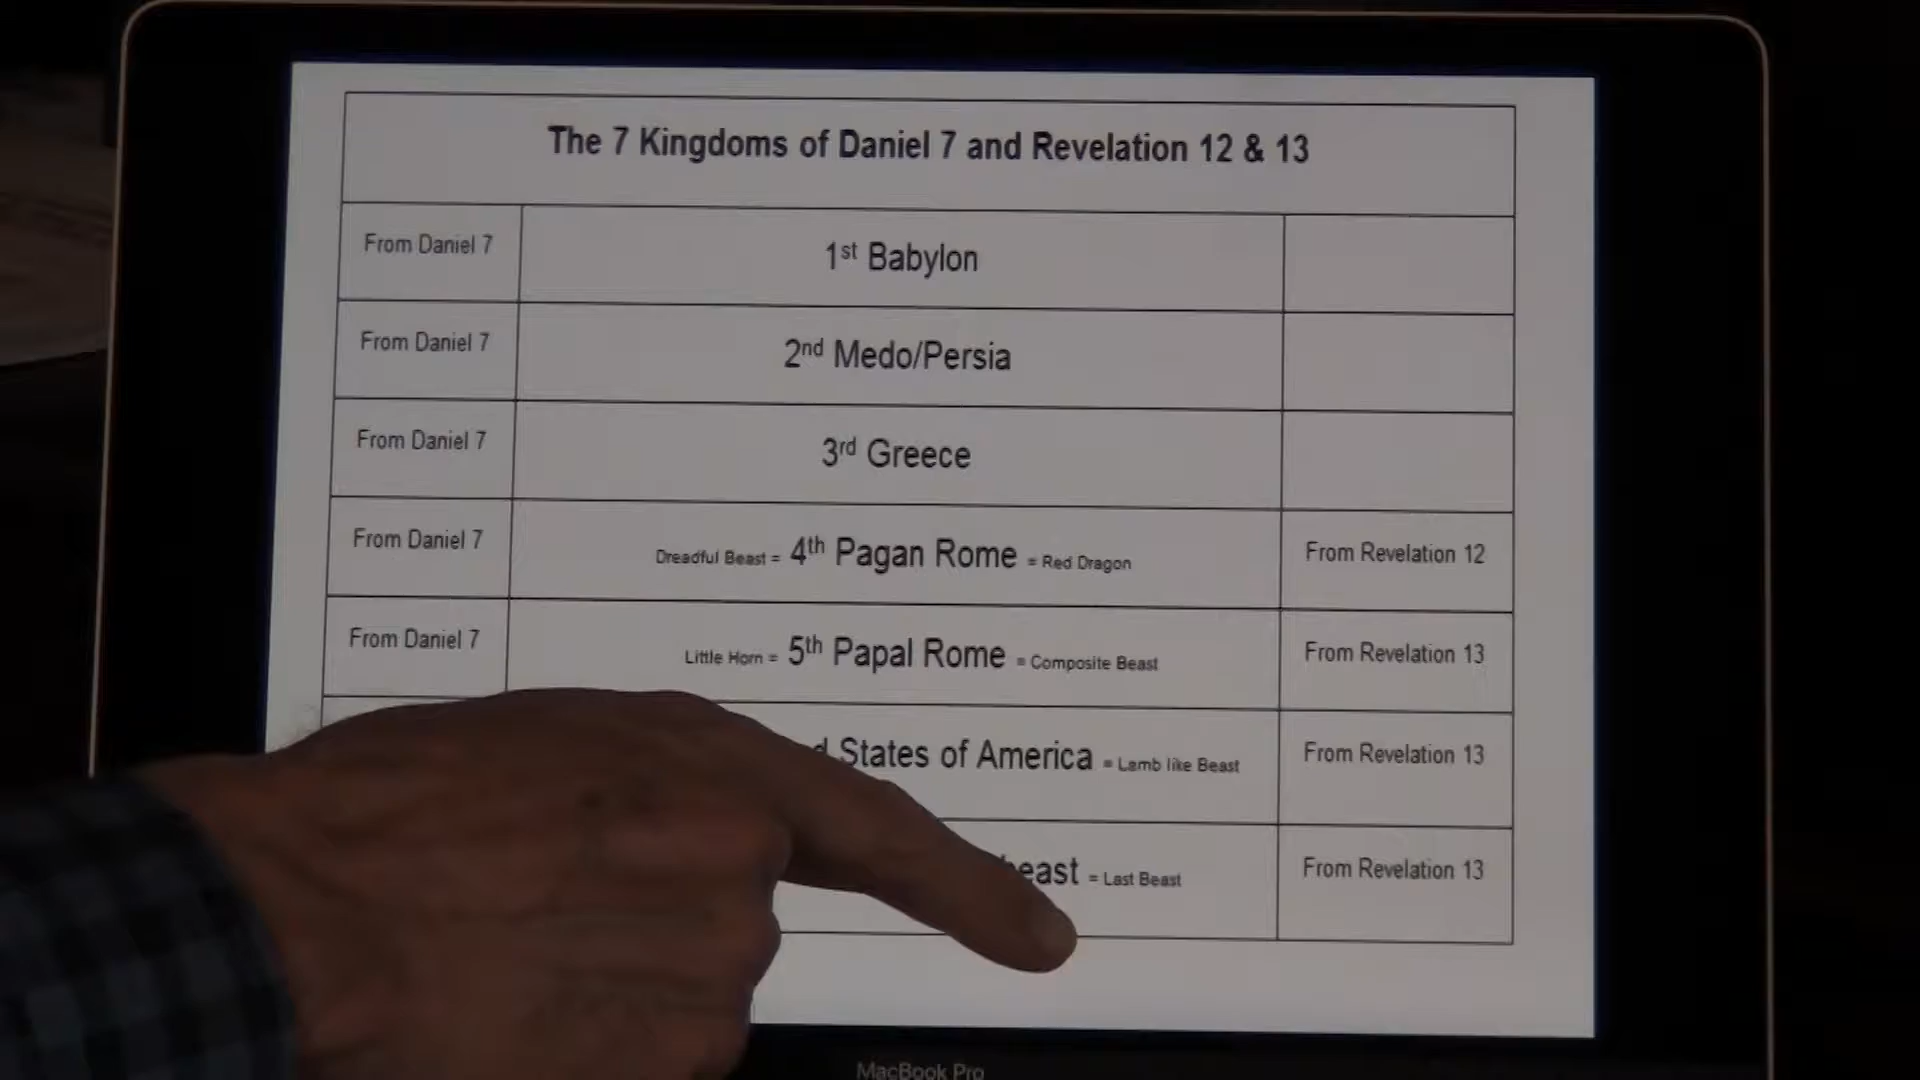 The 7 Kingdoms of Daniel 7 and Revelation 12 & 13
From Daniel 7 1st Babylon
From Daniel 7 2nd Medo/Persia
From Daniel 7 3rd Greece
From Daniel 7 Dreadful Beast = 4th Pagan Rome = Red Dragon From Revelation 12
From Daniel 7 Little Horn = 5th Papal Rome = Composite Beast From Revelation 13
States of America = Lamb like Beast From Revelation 13
= Last Beast From Revelation 13
MacBook Pro